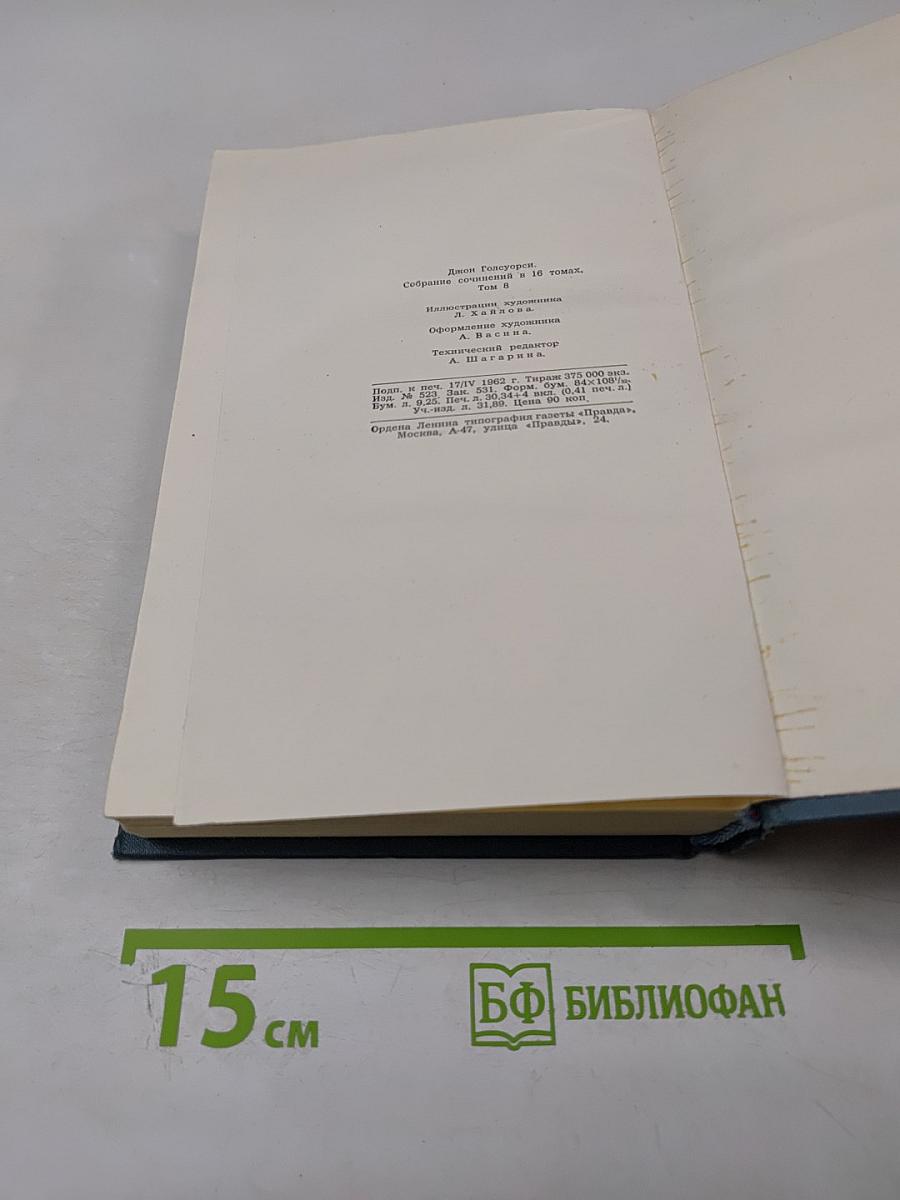 Джон Голсуорси.
Собрание сочинений в 16 томах.
Том 8
Иллюстрации художника
Л. Хайлова.
Оформление художника
А. Васина.
Технический редактор
А. Шагарина.
Подп. к печ. 17/IV 1962 г. Тираж 375 000 экз.
Изд. № 523. Зак. 531. Форм. бум. 84×108¹/₃₂.
Бум. л. 9,25. Печ. л. 30,34+4 вкл. (0,41 печ. л.)
Уч.-изд. л. 31,89. Цена 90 коп.
Ордена Ленина типография газеты «Правда»,
Москва, А-47, улица «Правды», 24.
15 см
БФ БИБЛИОФАН